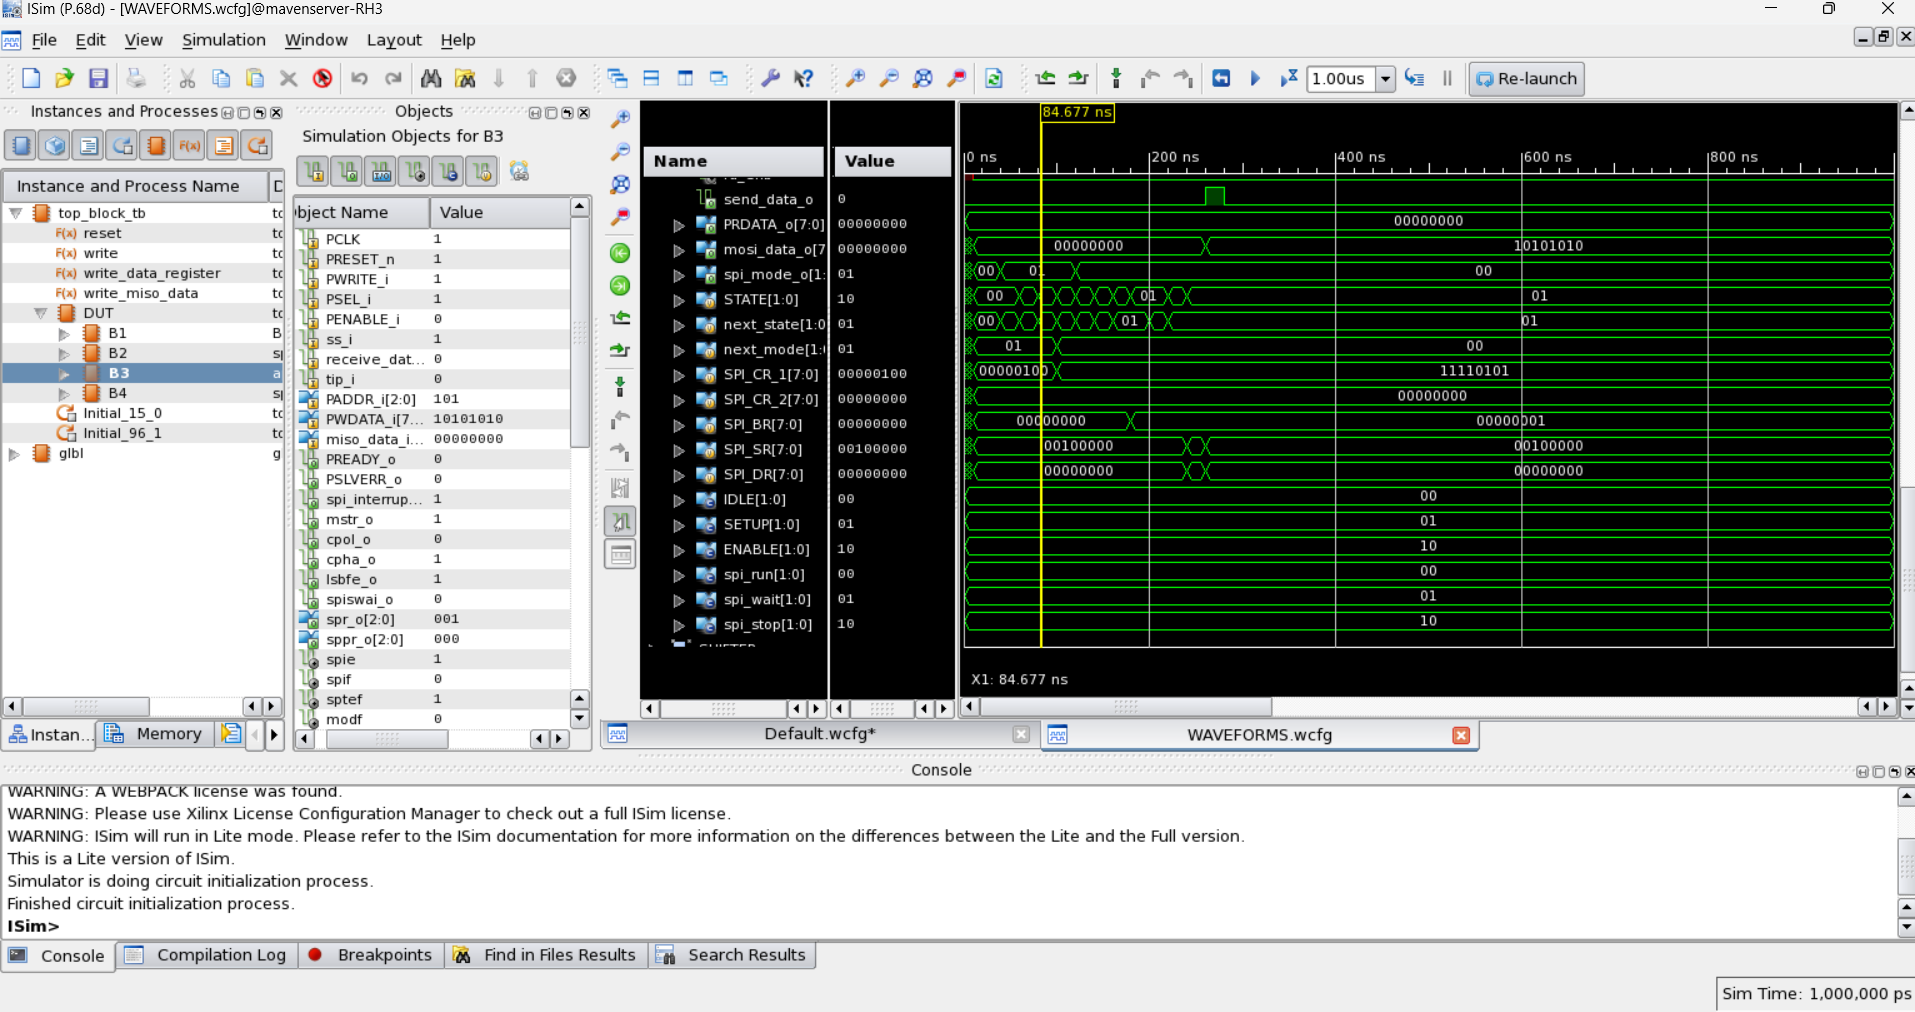 ISim (P.68d) - [WAVEFORMS.wcfg]@mavenserver-RH3
File Edit View Simulation Window Layout Help
1.00us Re-launch
Instances and Processes
Instance and Process Name
top_block_tb
F(x) reset
F(x) write
F(x) write_data_register
F(x) write_miso_data
DUT
B1
B2
B3
B4
Initial_15_0
Initial_96_1
glbl
Instan... Memory
Objects
Simulation Objects for B3
bject Name Value
PCLK 1
PRESET_n 1
PWRITE_i 1
PSEL_i 1
PENABLE_i 0
ss_i 1
receive_dat... 0
tip_i 0
PADDR_i[2:0] 101
PWDATA_i[7... 10101010
miso_data_i... 00000000
PREADY_o 0
PSLVERR_o 0
spi_interrup... 1
mstr_o 1
cpol_o 0
cpha_o 1
lsbfe_o 1
spiswai_o 0
spr_o[2:0] 001
sppr_o[2:0] 000
spie 1
spif 0
sptef 1
modf 0
84.677 ns
Name Value
0 ns 200 ns 400 ns 600 ns 800 ns
send_data_o 0
PRDATA_o[7:0] 00000000 00000000
mosi_data_o[7 00000000 00000000 10101010
spi_mode_o[1: 01 00 01 00
STATE[1:0] 10 00 01 01
next_state[1:0 01 00 01 01
next_mode[1: 01 01 00
SPI_CR_1[7:0] 00000100 00000100 11110101
SPI_CR_2[7:0] 00000000 00000000
SPI_BR[7:0] 00000000 00000000 00000001
SPI_SR[7:0] 00100000 00100000 00100000
SPI_DR[7:0] 00000000 00000000 00000000
IDLE[1:0] 00 00
SETUP[1:0] 01 01
ENABLE[1:0] 10 10
spi_run[1:0] 00 00
spi_wait[1:0] 01 01
spi_stop[1:0] 10 10
X1: 84.677 ns
Default.wcfg* WAVEFORMS.wcfg
Console
WARNING: A WEBPACK license was found.
WARNING: Please use Xilinx License Configuration Manager to check out a full ISim license.
WARNING: ISim will run in Lite mode. Please refer to the ISim documentation for more information on the differences between the Lite and the Full version.
This is a Lite version of ISim.
Simulator is doing circuit initialization process.
Finished circuit initialization process.
ISim>
Console Compilation Log Breakpoints Find in Files Results Search Results
Sim Time: 1,000,000 ps